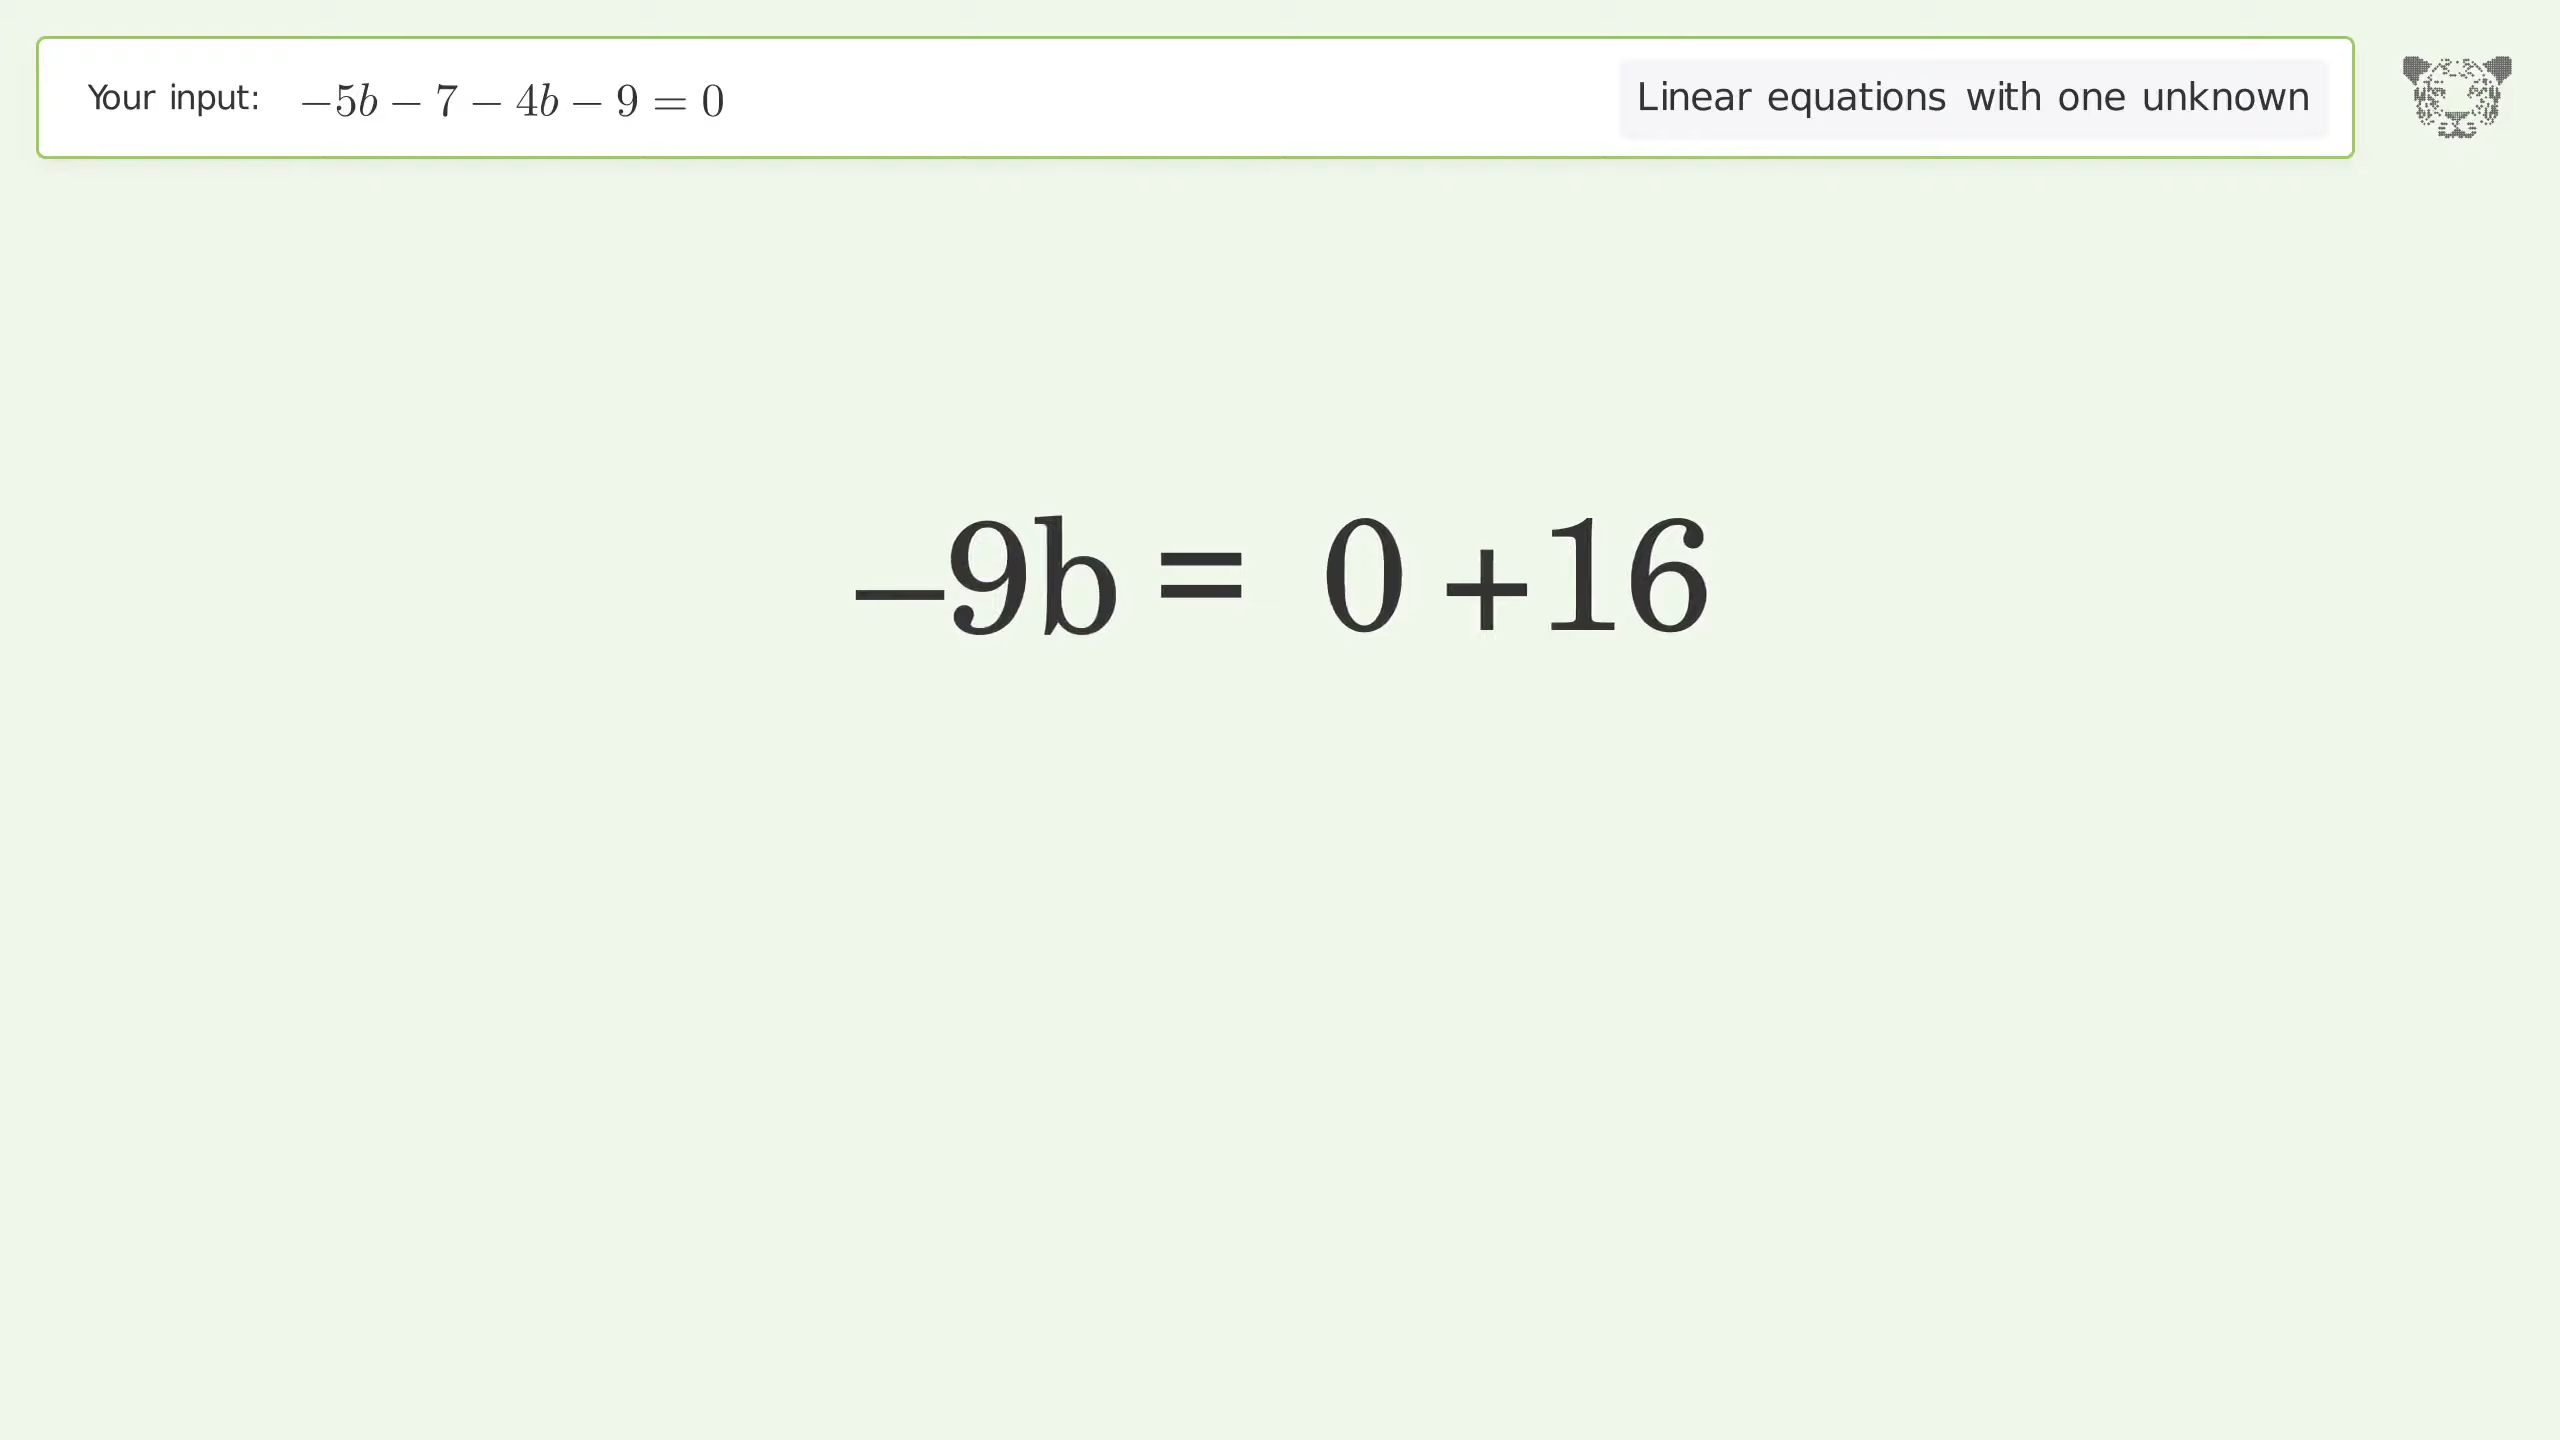 Your input: −5b − 7 − 4b − 9 = 0 Linear equations with one unknown
−9b = 0 +16